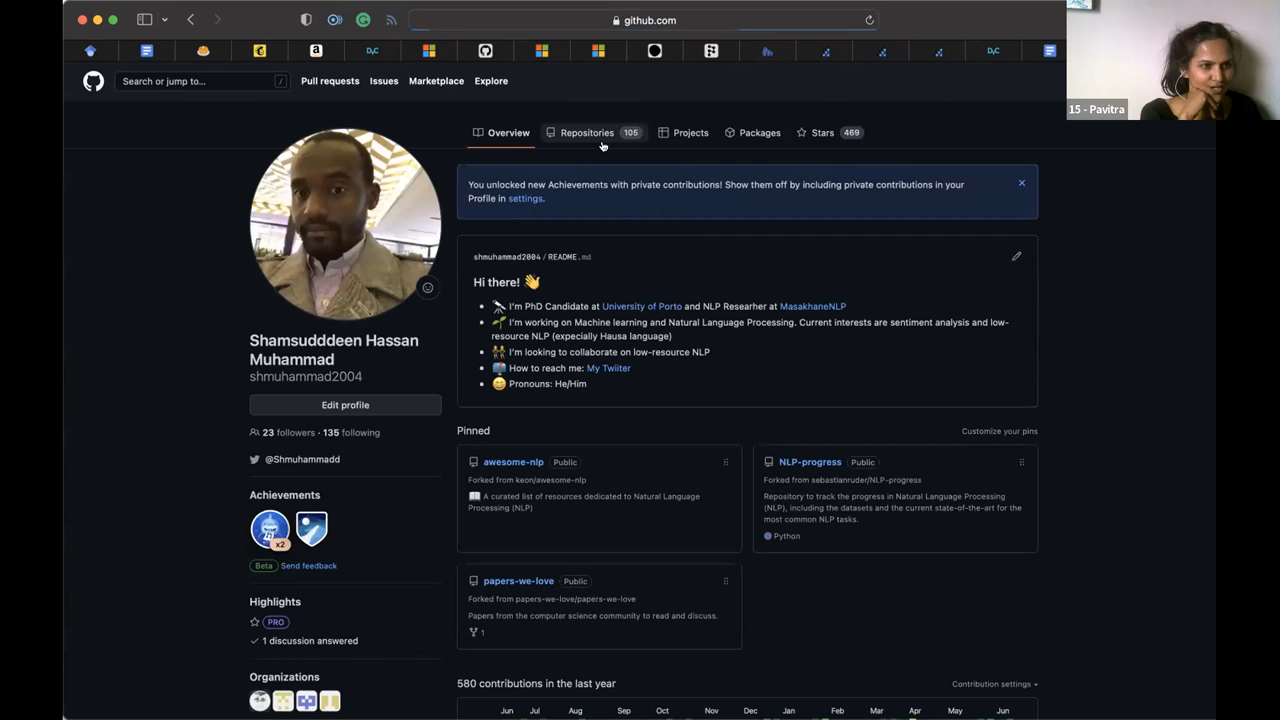 github.com
15 - Pavitra
Search or jump to... /
Pull requests
Issues
Marketplace
Explore
Overview
Repositories 105
Projects
Packages
Stars 469
You unlocked new Achievements with private contributions! Show them off by including private contributions in your
Profile in settings.
shmuhammad2004 / README.md
Hi there! 👋
I'm PhD Candidate at University of Porto and NLP Researher at MasakhaneNLP
I'm working on Machine learning and Natural Language Processing. Current interests are sentiment analysis and low-
resource NLP (especially Hausa language)
I'm looking to collaborate on low-resource NLP
How to reach me: My Twiiter
Pronouns: He/Him
Shamsudddeen Hassan
Muhammad
shmuhammad2004
Edit profile
23 followers · 135 following
@Shmuhammadd
Achievements
x2
Beta Send feedback
Highlights
PRO
1 discussion answered
Organizations
Pinned
Customize your pins
awesome-nlp Public
Forked from keon/awesome-nlp
A curated list of resources dedicated to Natural Language
Processing (NLP)
NLP-progress Public
Forked from sebastianruder/NLP-progress
Repository to track the progress in Natural Language Processing
(NLP), including the datasets and the current state-of-the-art for the
most common NLP tasks.
Python
papers-we-love Public
Forked from papers-we-love/papers-we-love
Papers from the computer science community to read and discuss.
1
580 contributions in the last year
Contribution settings
Jun Jul Aug Sep Oct Nov Dec Jan Feb Mar Apr May Jun